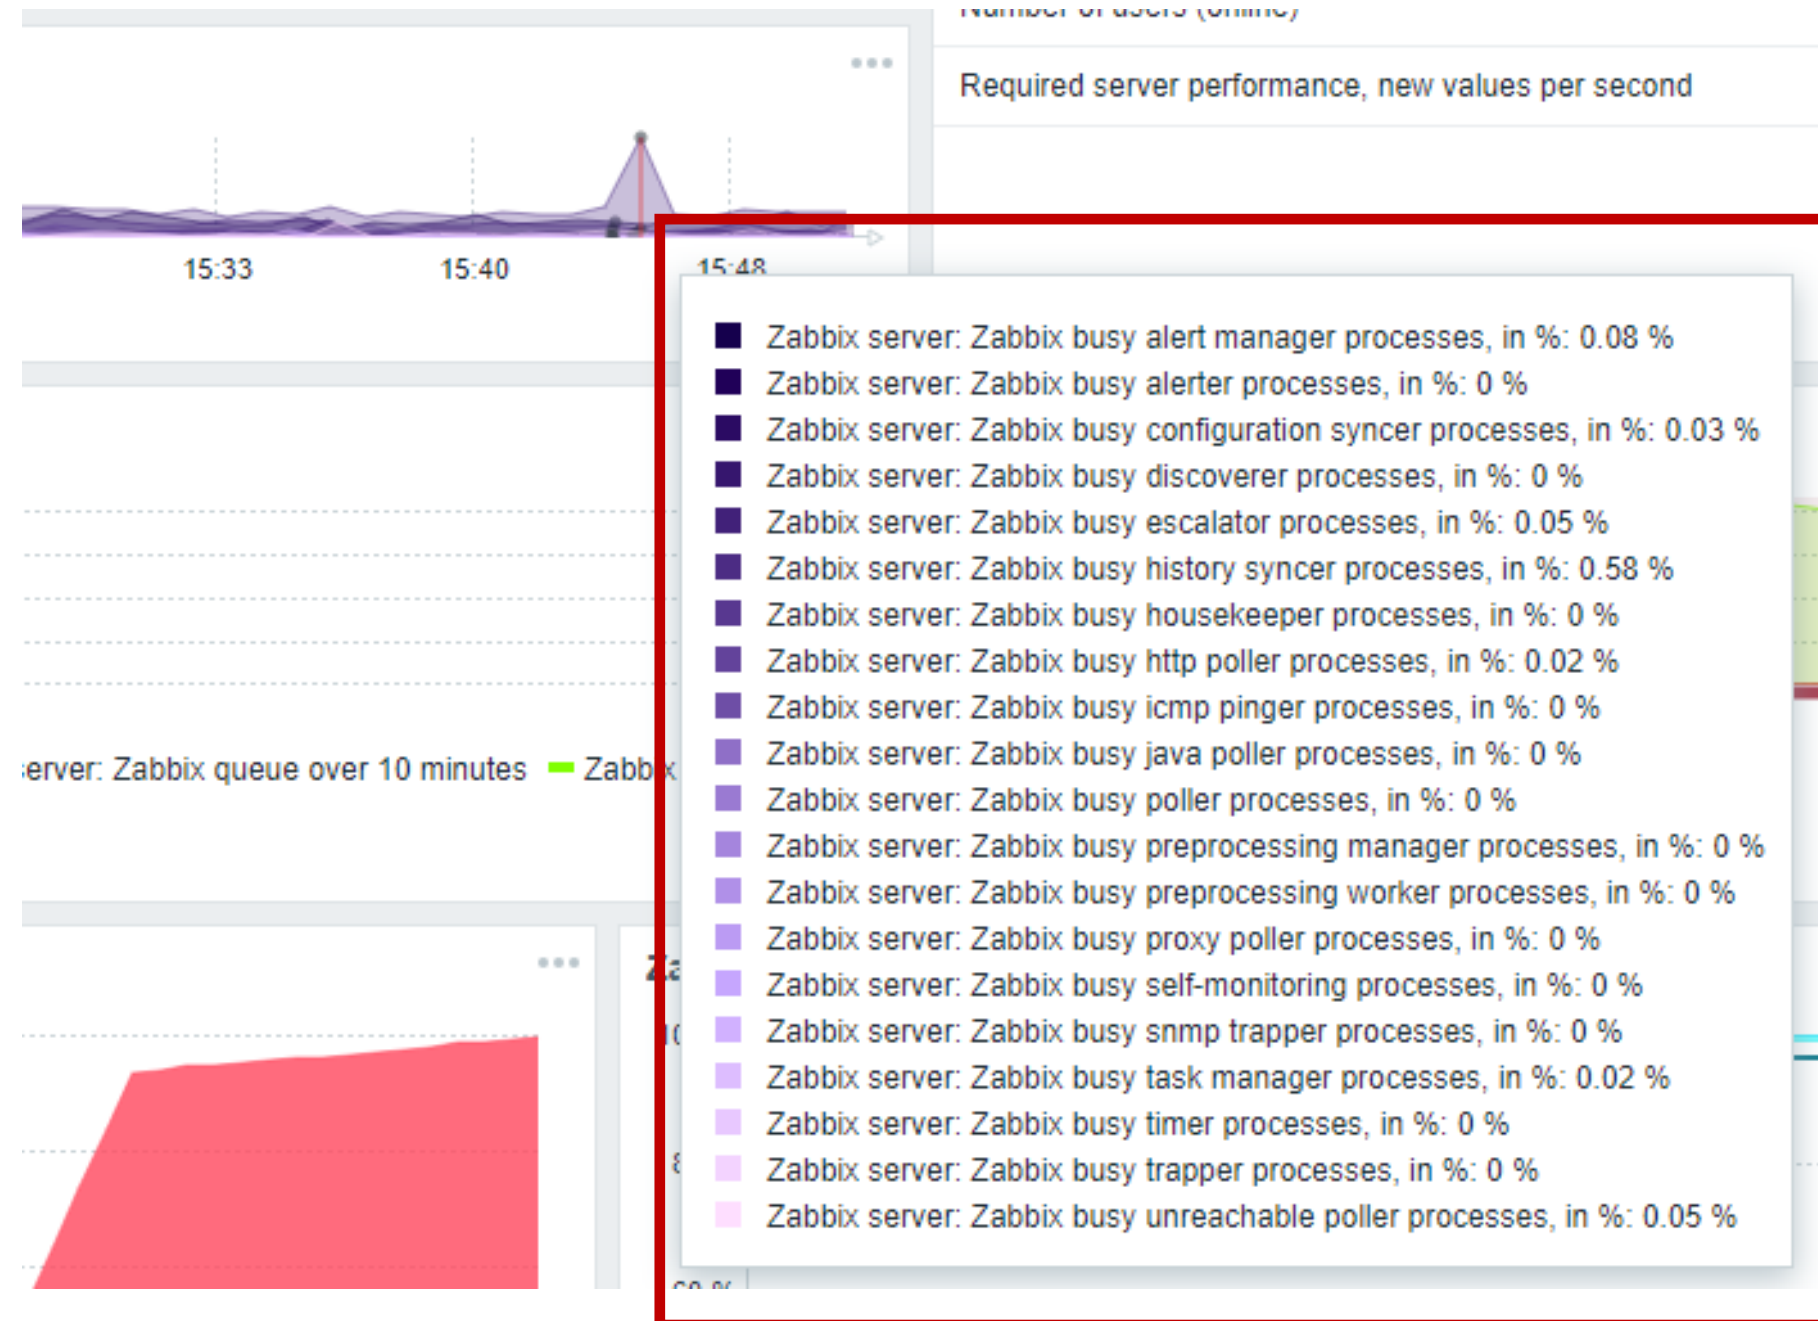 Number of users (online)
Required server performance, new values per second
15:33
15:40
15:48
Zabbix server: Zabbix busy alert manager processes, in %: 0.08 %
Zabbix server: Zabbix busy alerter processes, in %: 0 %
Zabbix server: Zabbix busy configuration syncer processes, in %: 0.03 %
Zabbix server: Zabbix busy discoverer processes, in %: 0 %
Zabbix server: Zabbix busy escalator processes, in %: 0.05 %
Zabbix server: Zabbix busy history syncer processes, in %: 0.58 %
Zabbix server: Zabbix busy housekeeper processes, in %: 0 %
Zabbix server: Zabbix busy http poller processes, in %: 0.02 %
Zabbix server: Zabbix busy icmp pinger processes, in %: 0 %
Zabbix server: Zabbix busy java poller processes, in %: 0 %
erver: Zabbix queue over 10 minutes Zabbix
Zabbix server: Zabbix busy poller processes, in %: 0 %
Zabbix server: Zabbix busy preprocessing manager processes, in %: 0 %
Zabbix server: Zabbix busy preprocessing worker processes, in %: 0 %
Zabbix server: Zabbix busy proxy poller processes, in %: 0 %
Za
Zabbix server: Zabbix busy self-monitoring processes, in %: 0 %
Zabbix server: Zabbix busy snmp trapper processes, in %: 0 %
Zabbix server: Zabbix busy task manager processes, in %: 0.02 %
Zabbix server: Zabbix busy timer processes, in %: 0 %
Zabbix server: Zabbix busy trapper processes, in %: 0 %
Zabbix server: Zabbix busy unreachable poller processes, in %: 0.05 %
60 %